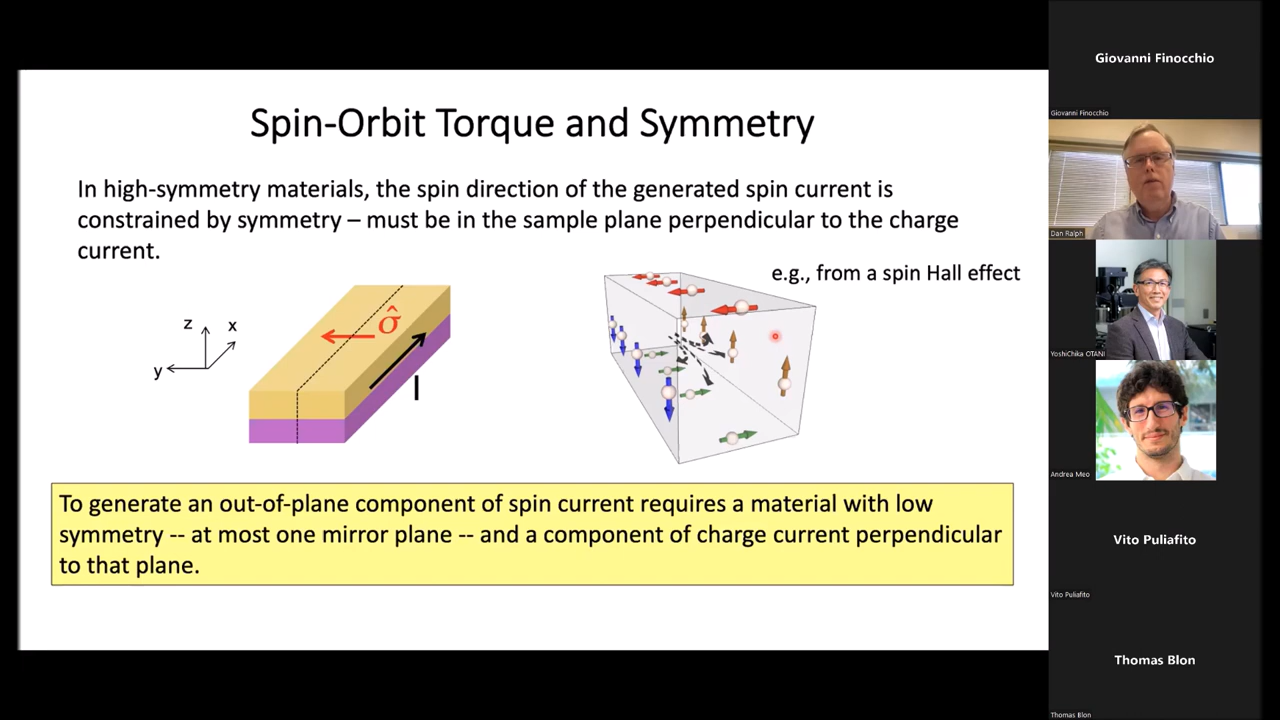 Spin-Orbit Torque and Symmetry
In high-symmetry materials, the spin direction of the generated spin current is
constrained by symmetry – must be in the sample plane perpendicular to the charge
current.
e.g., from a spin Hall effect
z
x
y
σ̂
I
To generate an out-of-plane component of spin current requires a material with low
symmetry -- at most one mirror plane -- and a component of charge current perpendicular
to that plane.
Giovanni Finocchio
Giovanni Finocchio
Dan Ralph
YoshiChika OTANI
Andrea Meo
Vito Puliafito
Vito Puliafito
Thomas Blon
Thomas Blon